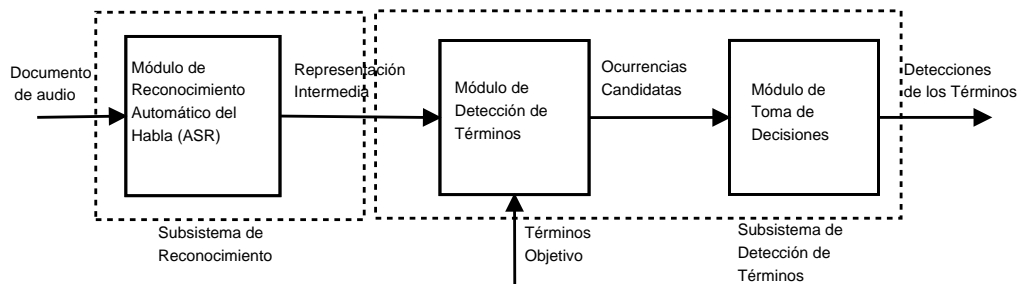 Documento
de audio
Módulo de
Reconocimiento
Automático del
Habla (ASR)
Representación
Intermedia
Módulo de
Detección de
Términos
Ocurrencias
Candidatas
Módulo de
Toma de
Decisiones
Detecciones
de los Términos
Subsistema de
Reconocimiento
Términos
Objetivo
Subsistema de
Detección de
Términos